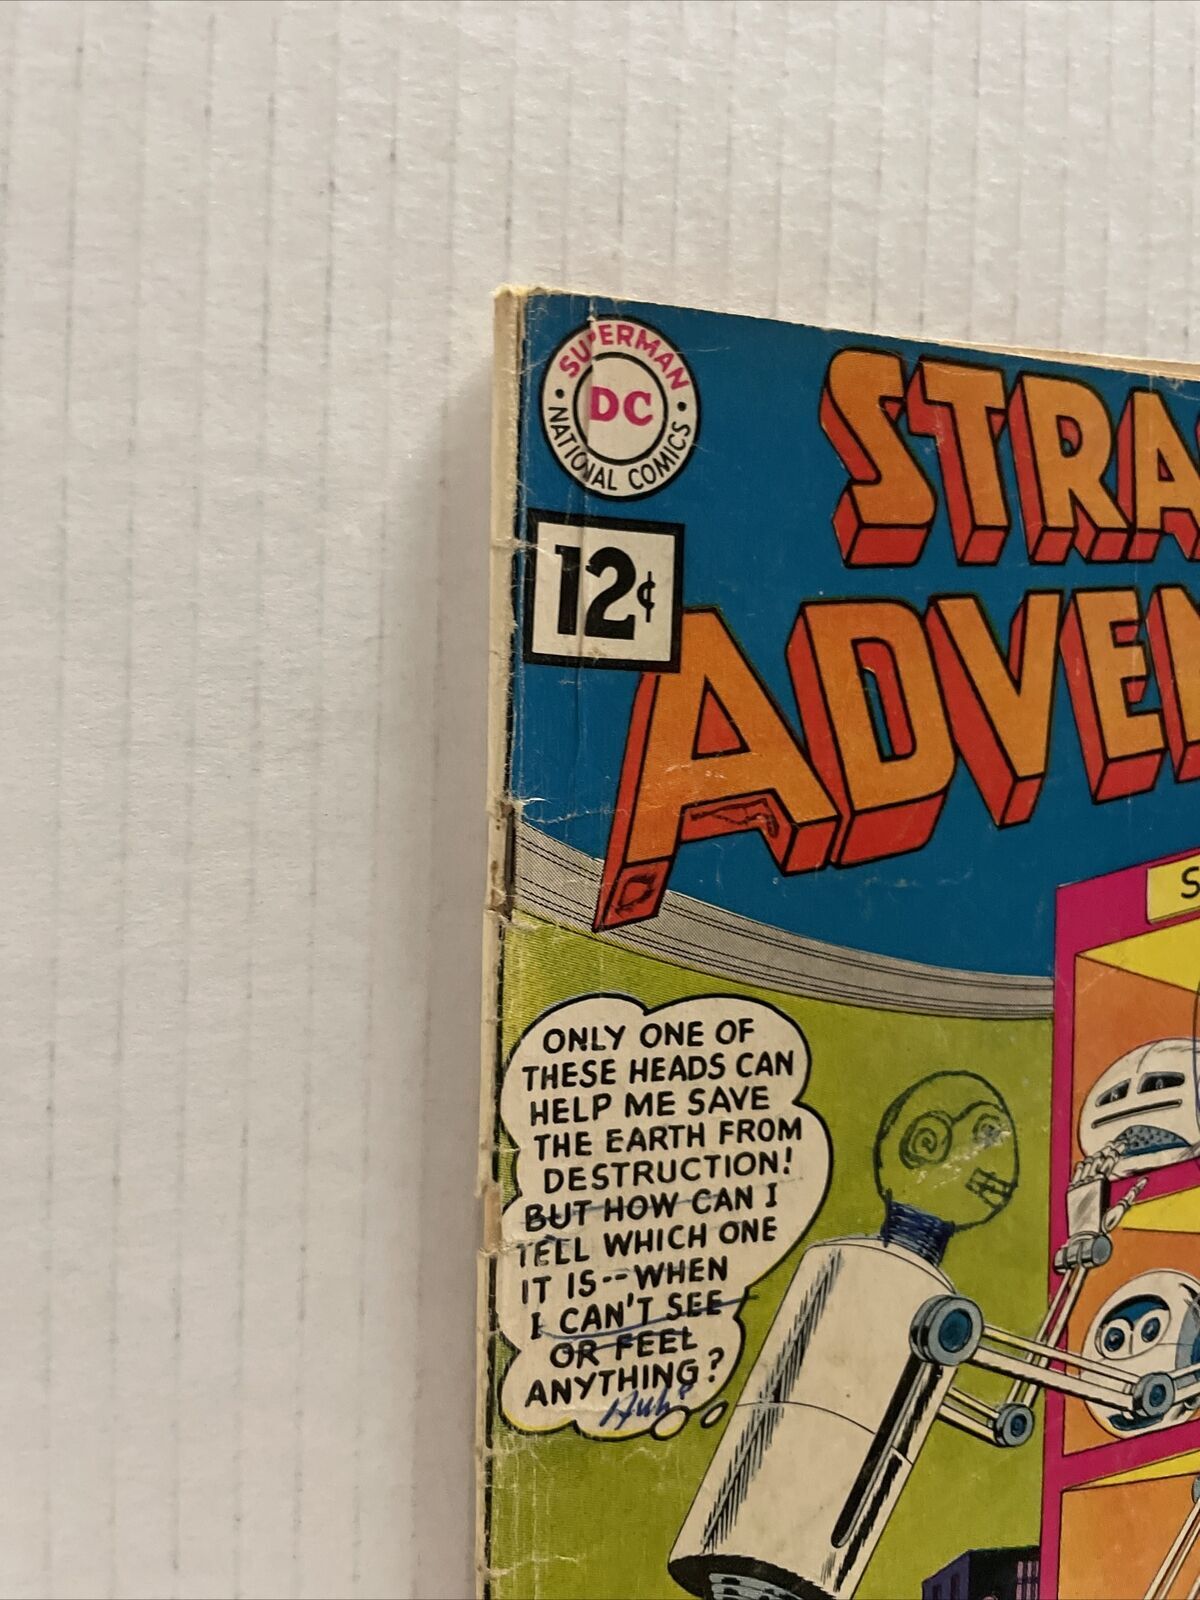 SUPERMAN
DC
NATIONAL COMICS
12¢
STRA
ADVEN
S
ONLY ONE OF
THESE HEADS CAN
HELP ME SAVE
THE EARTH FROM
DESTRUCTION!
BUT HOW CAN I
TELL WHICH ONE
IT IS--WHEN
I CAN'T SEE
OR FEEL
ANYTHING?
Huh?